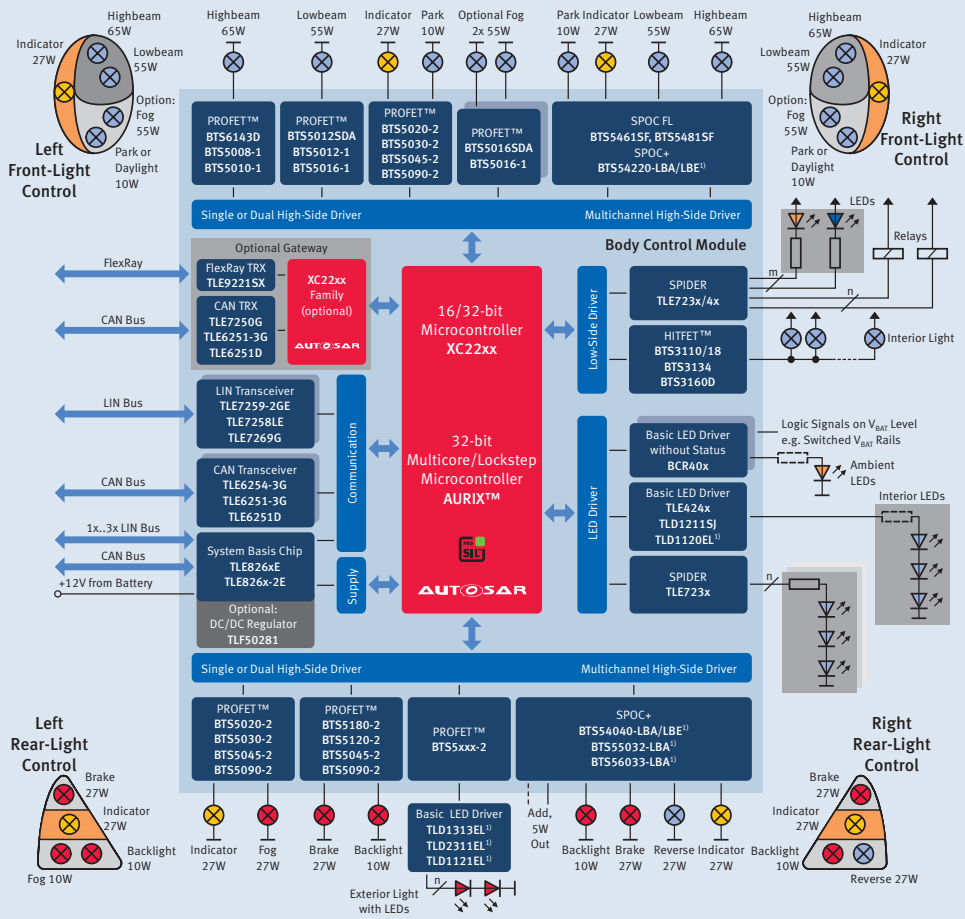 Highbeam
65W
Indicator
27W
Lowbeam
55W
Option:
Fog
55W
Park or
Daylight
10W
Left
Front-Light
Control
Highbeam
65W
Lowbeam
55W
Indicator
27W
Park
10W
Optional Fog
2x 55W
Park
10W
Indicator
27W
Lowbeam
55W
Highbeam
65W
Highbeam
65W
Lowbeam
55W
Indicator
27W
Option:
Fog
55W
Park or
Daylight
10W
Right
Front-Light
Control
PROFET™
BTS6143D
BTS5008-1
BTS5010-1
PROFET™
BTS5012SDA
BTS5012-1
BTS5016-1
PROFET™
BTS5020-2
BTS5030-2
BTS5045-2
BTS5090-2
PROFET™
BTS5016SDA
BTS5016-1
SPOC FL
BTS5461SF, BTS5481SF
SPOC+
BTS54220-LBA/LBE1)
Single or Dual High-Side Driver
Multichannel High-Side Driver
Body Control Module
Optional Gateway
FlexRay
FlexRay TRX
TLE9221SX
CAN Bus
CAN TRX
TLE7250G
TLE6251-3G
TLE6251D
XC22xx
Family
(optional)
AUTOSAR
LIN Bus
LIN Transceiver
TLE7259-2GE
TLE7258LE
TLE7269G
CAN Bus
CAN Transceiver
TLE6254-3G
TLE6251-3G
TLE6251D
1x..3x LIN Bus
CAN Bus
+12V from Battery
System Basis Chip
TLE826xE
TLE826x-2E
Optional:
DC/DC Regulator
TLF50281
Communication
Supply
16/32-bit
Microcontroller
XC22xx
32-bit
Multicore/Lockstep
Microcontroller
AURIX™
PRO
SIL™
AUTOSAR
Low-Side Driver
SPIDER
TLE723x/4x
HITFET™
BTS3110/18
BTS3134
BTS3160D
LEDs
Relays
m
n
Interior Light
LED Driver
Basic LED Driver
without Status
BCR40x
Basic LED Driver
TLE424x
TLD1211SJ
TLD1120EL1)
SPIDER
TLE723x
Logic Signals on VBAT Level
e.g. Switched VBAT Rails
Ambient
LEDs
Interior LEDs
n
Single or Dual High-Side Driver
Multichannel High-Side Driver
PROFET™
BTS5020-2
BTS5030-2
BTS5045-2
BTS5090-2
PROFET™
BTS5180-2
BTS5120-2
BTS5045-2
BTS5090-2
PROFET™
BTS5xxx-2
SPOC+
BTS54040-LBA/LBE1)
BTS55032-LBA1)
BTS56033-LBA1)
Left
Rear-Light
Control
Brake
27W
Indicator
27W
Backlight
10W
Fog 10W
Indicator
27W
Fog
27W
Brake
27W
Backlight
10W
Basic LED Driver
TLD1313EL1)
TLD2311EL1)
TLD1121EL1)
n
Exterior Light
with LEDs
Add,
5W
Out
Backlight
10W
Brake
27W
Reverse
27W
Indicator
27W
Right
Rear-Light
Control
Brake
27W
Indicator
27W
Backlight
10W
Reverse 27W